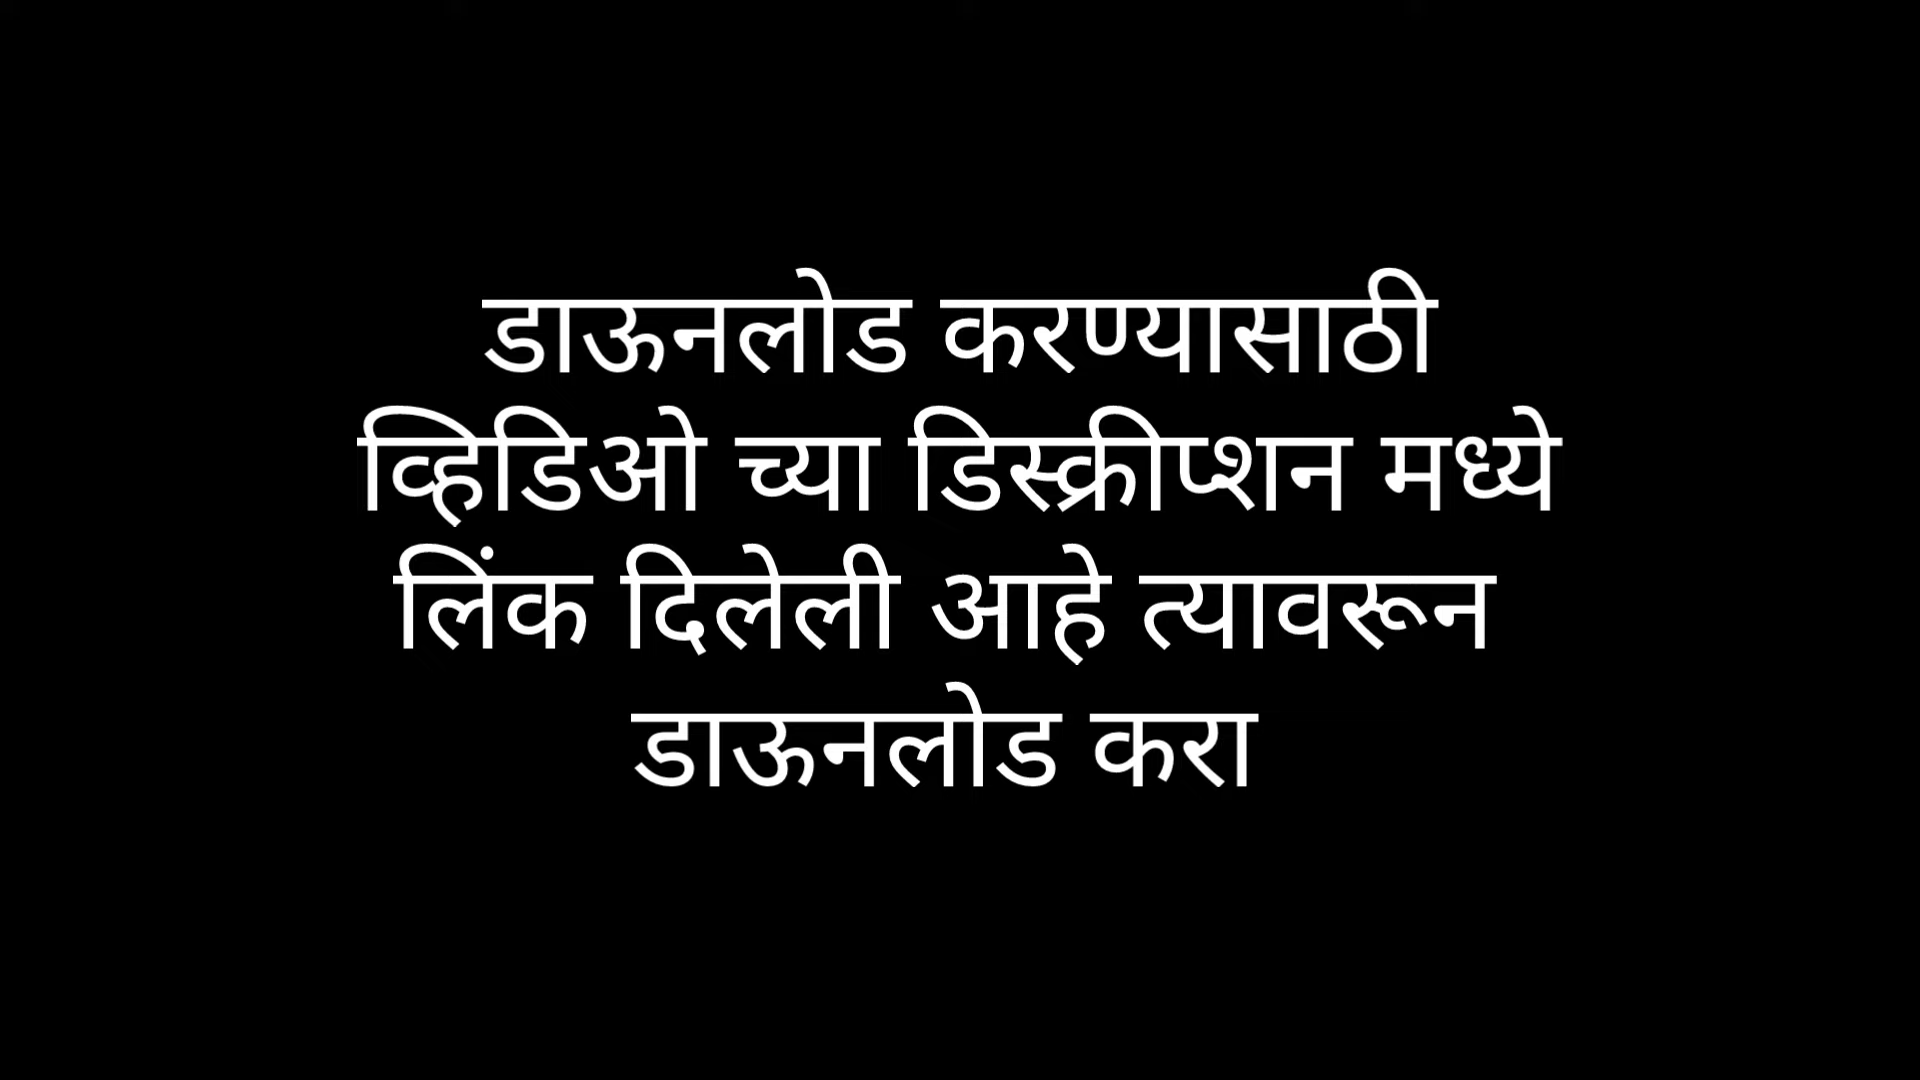 डाऊनलोड करण्यासाठी
व्हिडिओ च्या डिस्क्रीप्शन मध्ये
लिंक दिलेली आहे त्यावरून
डाऊनलोड करा